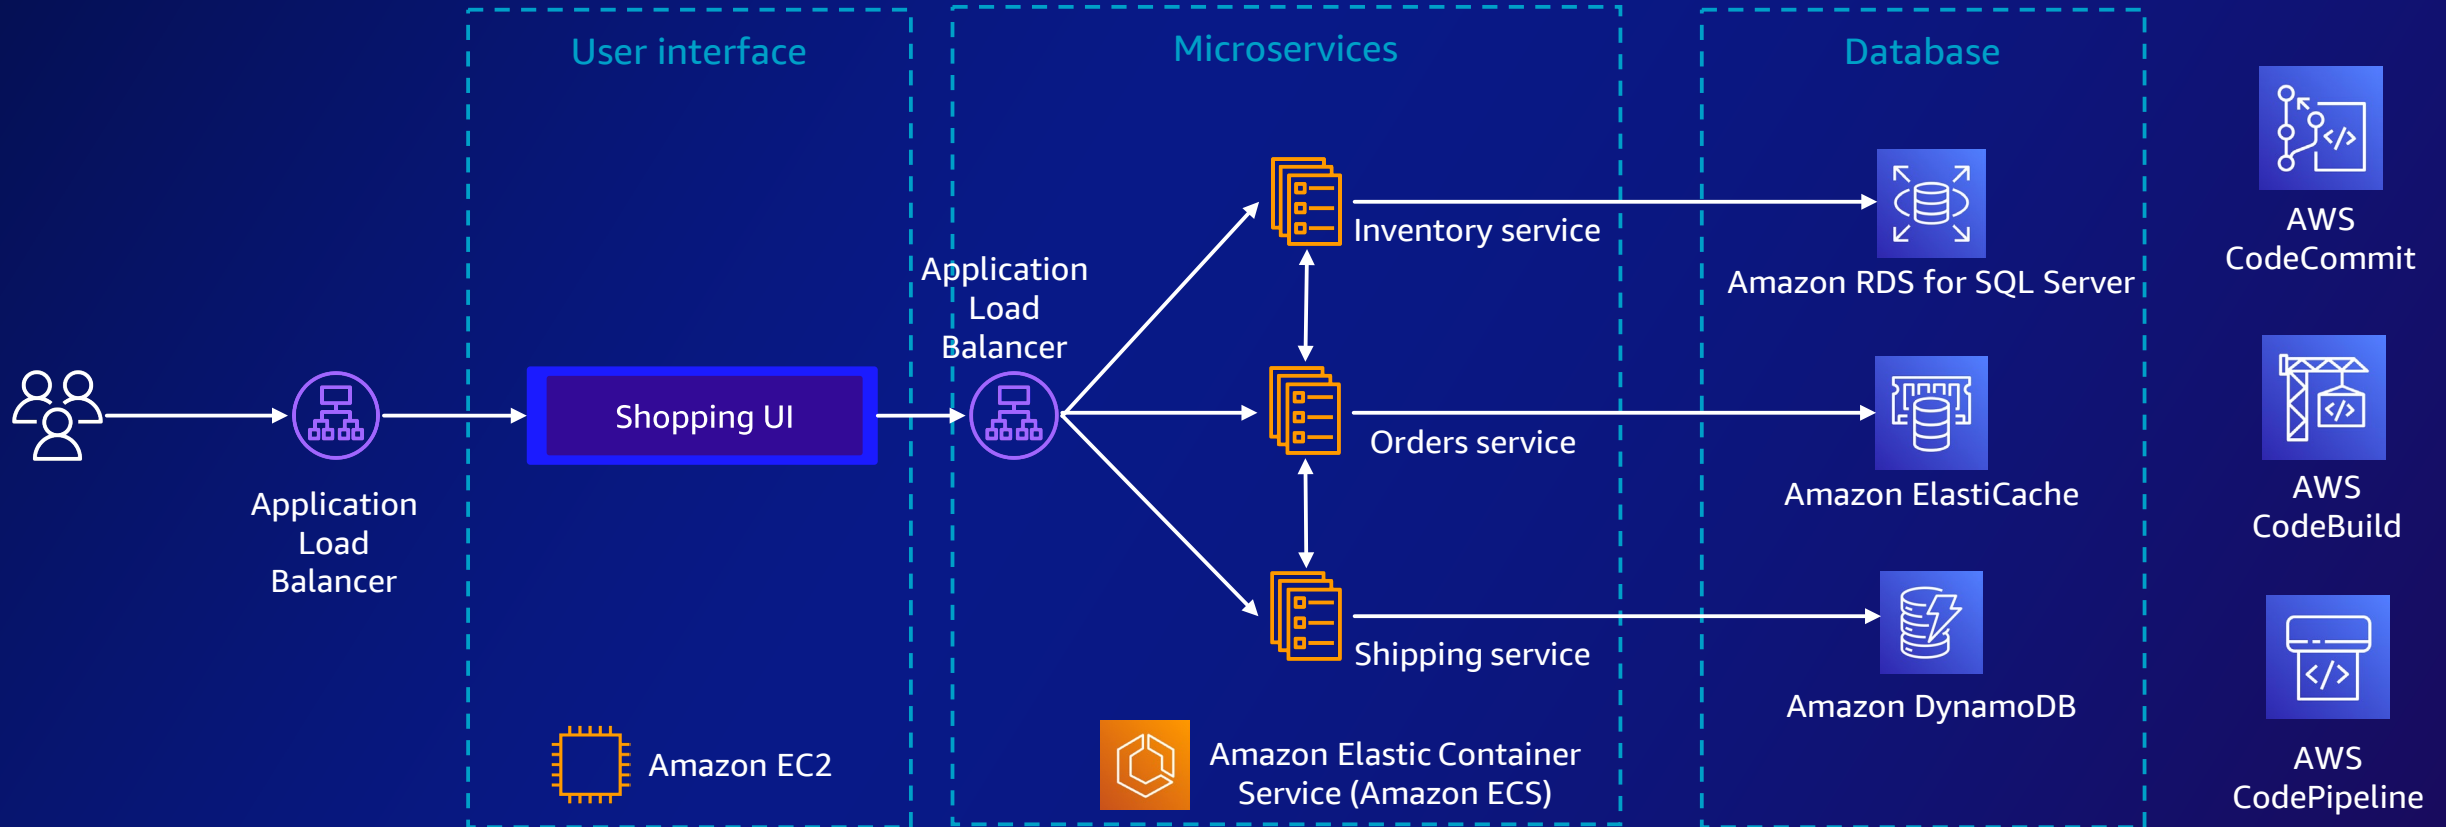 User interface
Microservices
Database
Application
Load
Balancer
Shopping UI
Application
Load
Balancer
Inventory service
Orders service
Shipping service
Amazon RDS for SQL Server
Amazon ElastiCache
Amazon DynamoDB
Amazon EC2
Amazon Elastic Container
Service (Amazon ECS)
AWS
CodeCommit
AWS
CodeBuild
AWS
CodePipeline